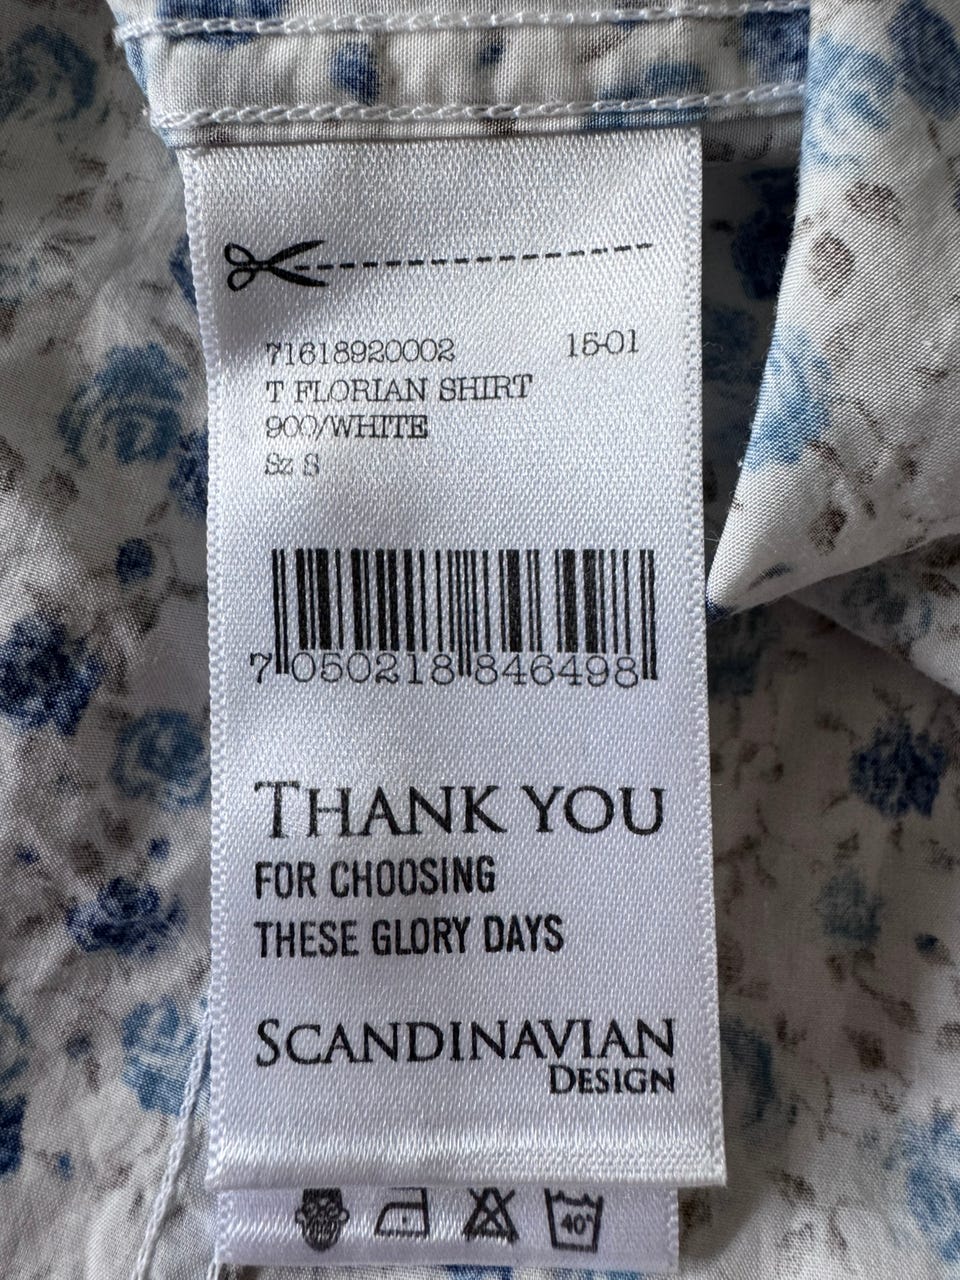 71618920002 15-01
T FLORIAN SHIRT
900/WHITE
Sz S
7 050218 846498
THANK YOU
FOR CHOOSING
THESE GLORY DAYS
SCANDINAVIAN
DESIGN
40°